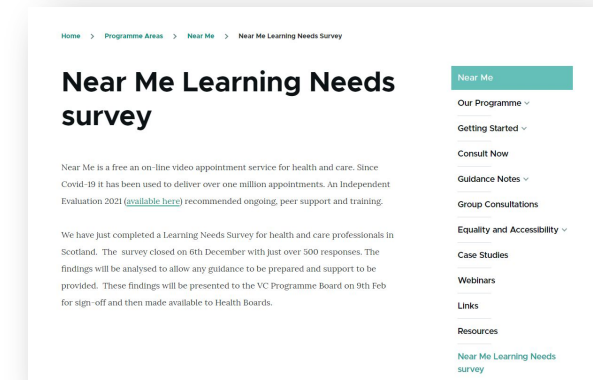 Home > Programme Areas > Near Me > Near Me Learning Needs Survey
Near Me Learning Needs
survey
Near Me is a free an on-line video appointment service for health and care. Since
Covid-19 it has been used to deliver over one million appointments. An Independent
Evaluation 2021 (available here) recommended ongoing, peer support and training.
We have just completed a Learning Needs Survey for health and care professionals in
Scotland.  The  survey closed on 6th December with just over 500 responses. The
findings will be analysed to allow any guidance to be prepared and support to be
provided.  These findings will be presented to the VC Programme Board on 9th Feb
for sign-off and then made available to Health Boards.
Near Me
Our Programme
Getting Started
Consult Now
Guidance Notes
Group Consultations
Equality and Accessibility
Case Studies
Webinars
Links
Resources
Near Me Learning Needs
survey